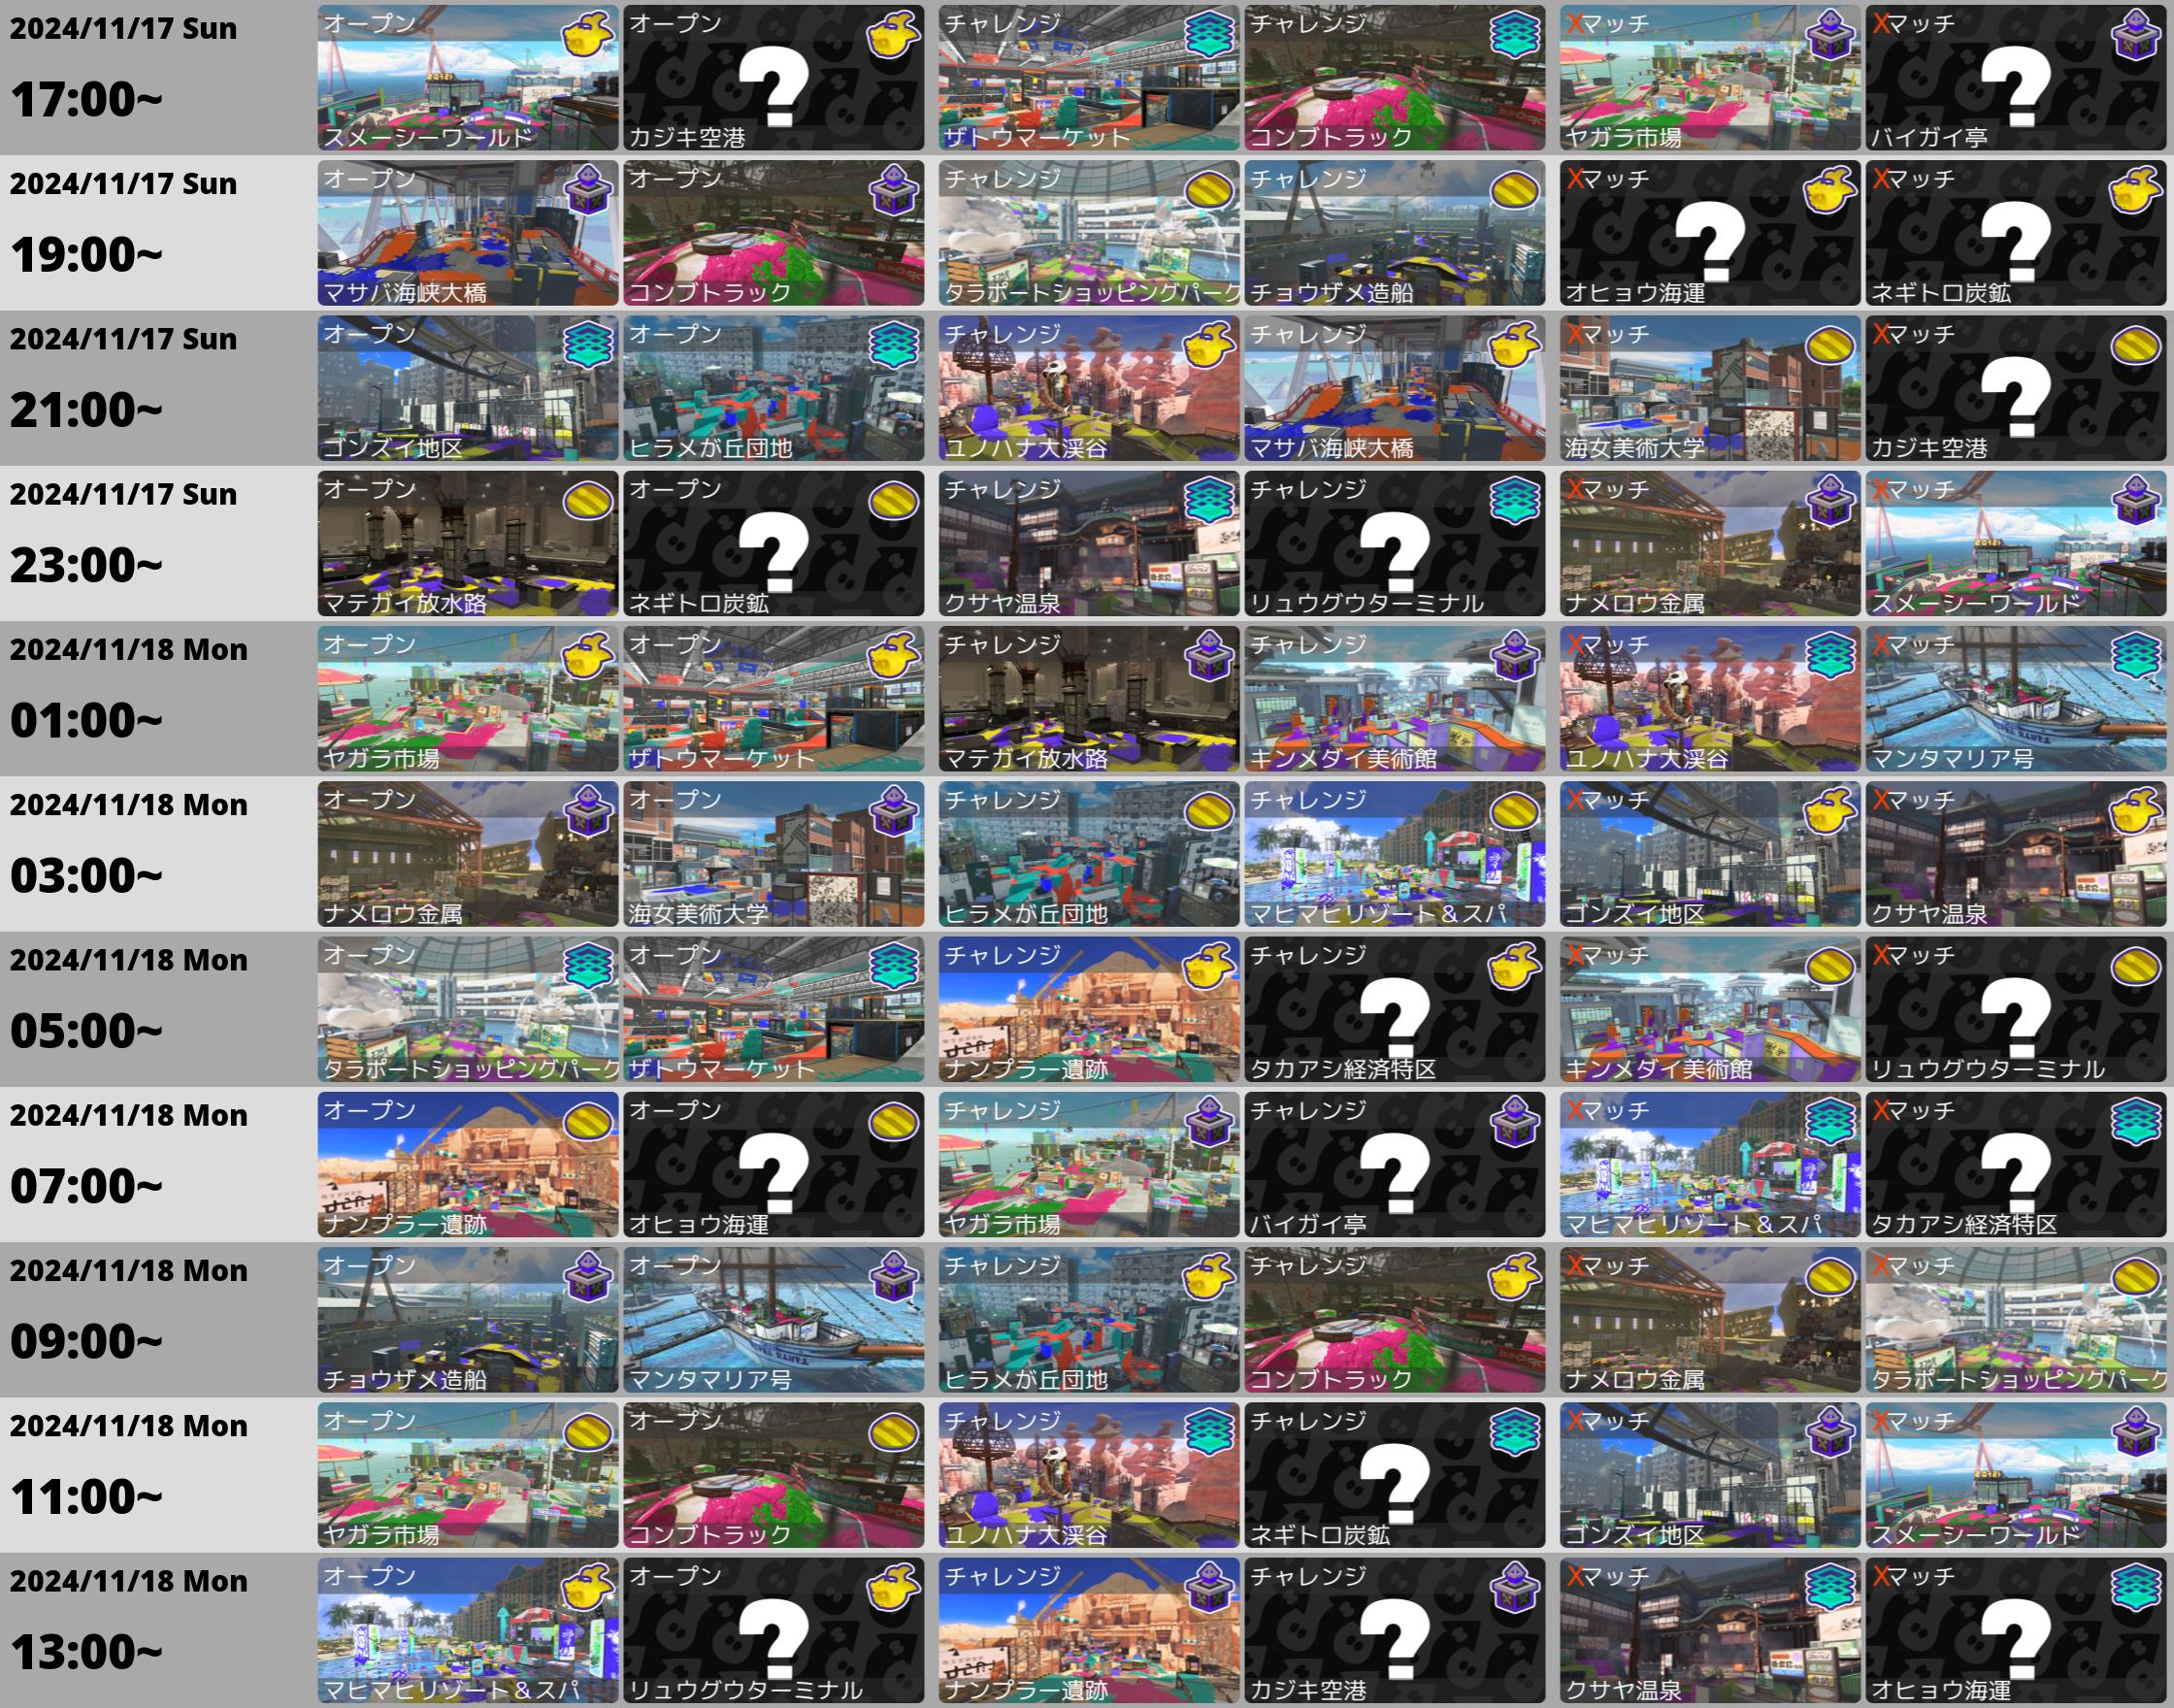 2024/11/17 Sun
17:00~
オープン
スメーシーワールド
オープン
カジキ空港
チャレンジ
ザトウマーケット
チャレンジ
コンブトラック
Xマッチ
ヤガラ市場
Xマッチ
バイガイ亭
2024/11/17 Sun
19:00~
オープン
マサバ海峡大橋
オープン
コンブトラック
チャレンジ
タラポートショッピングパーク
チャレンジ
チョウザメ造船
Xマッチ
オヒョウ海運
Xマッチ
ネギトロ炭鉱
2024/11/17 Sun
21:00~
オープン
ゴンズイ地区
オープン
ヒラメが丘団地
チャレンジ
ユノハナ大渓谷
チャレンジ
マサバ海峡大橋
Xマッチ
海女美術大学
Xマッチ
カジキ空港
2024/11/17 Sun
23:00~
オープン
マテガイ放水路
オープン
ネギトロ炭鉱
チャレンジ
クサヤ温泉
チャレンジ
リュウグウターミナル
Xマッチ
ナメロウ金属
Xマッチ
スメーシーワールド
2024/11/18 Mon
01:00~
オープン
ヤガラ市場
オープン
ザトウマーケット
チャレンジ
マテガイ放水路
チャレンジ
キンメダイ美術館
Xマッチ
ユノハナ大渓谷
Xマッチ
マンタマリア号
2024/11/18 Mon
03:00~
オープン
ナメロウ金属
オープン
海女美術大学
チャレンジ
ヒラメが丘団地
チャレンジ
マヒマヒリゾート＆スパ
Xマッチ
ゴンズイ地区
Xマッチ
クサヤ温泉
2024/11/18 Mon
05:00~
オープン
タラポートショッピングパーク
オープン
ザトウマーケット
チャレンジ
ナンプラー遺跡
チャレンジ
タカアシ経済特区
Xマッチ
キンメダイ美術館
Xマッチ
リュウグウターミナル
2024/11/18 Mon
07:00~
オープン
ナンプラー遺跡
オープン
オヒョウ海運
チャレンジ
ヤガラ市場
チャレンジ
バイガイ亭
Xマッチ
マヒマヒリゾート＆スパ
Xマッチ
タカアシ経済特区
2024/11/18 Mon
09:00~
オープン
チョウザメ造船
オープン
マンタマリア号
チャレンジ
ヒラメが丘団地
チャレンジ
コンブトラック
Xマッチ
ナメロウ金属
Xマッチ
タラポートショッピングパーク
2024/11/18 Mon
11:00~
オープン
ヤガラ市場
オープン
コンブトラック
チャレンジ
ユノハナ大渓谷
チャレンジ
ネギトロ炭鉱
Xマッチ
ゴンズイ地区
Xマッチ
スメーシーワールド
2024/11/18 Mon
13:00~
オープン
マヒマヒリゾート＆スパ
オープン
リュウグウターミナル
チャレンジ
ナンプラー遺跡
チャレンジ
カジキ空港
Xマッチ
クサヤ温泉
Xマッチ
オヒョウ海運